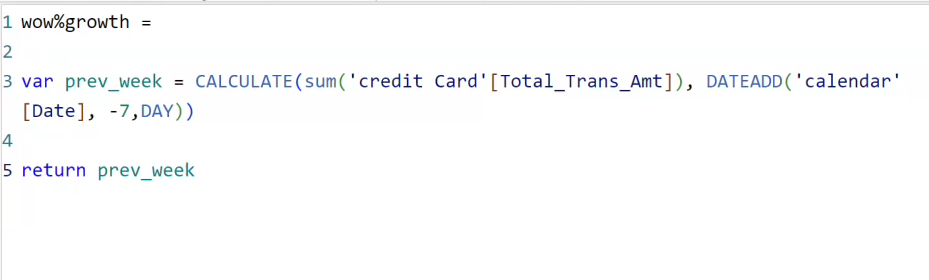 1 wow%growth =
2
3 var prev_week = CALCULATE(sum('credit Card'[Total_Trans_Amt]), DATEADD('calendar'
[Date], -7,DAY))
4
5 return prev_week